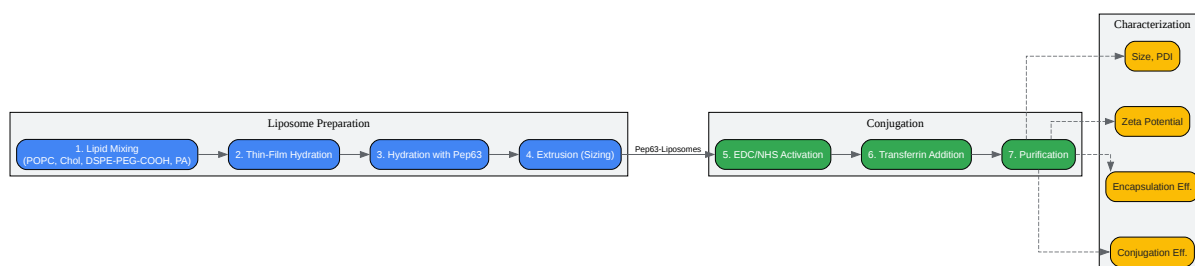 Liposome Preparation
1. Lipid Mixing
(POPC, Chol, DSPE-PEG-COOH, PA)
2. Thin-Film Hydration
3. Hydration with Pep63
4. Extrusion (Sizing)
Pep63-Liposomes
Conjugation
5. EDC/NHS Activation
6. Transferrin Addition
7. Purification
Characterization
Size, PDI
Zeta Potential
Encapsulation Eff.
Conjugation Eff.